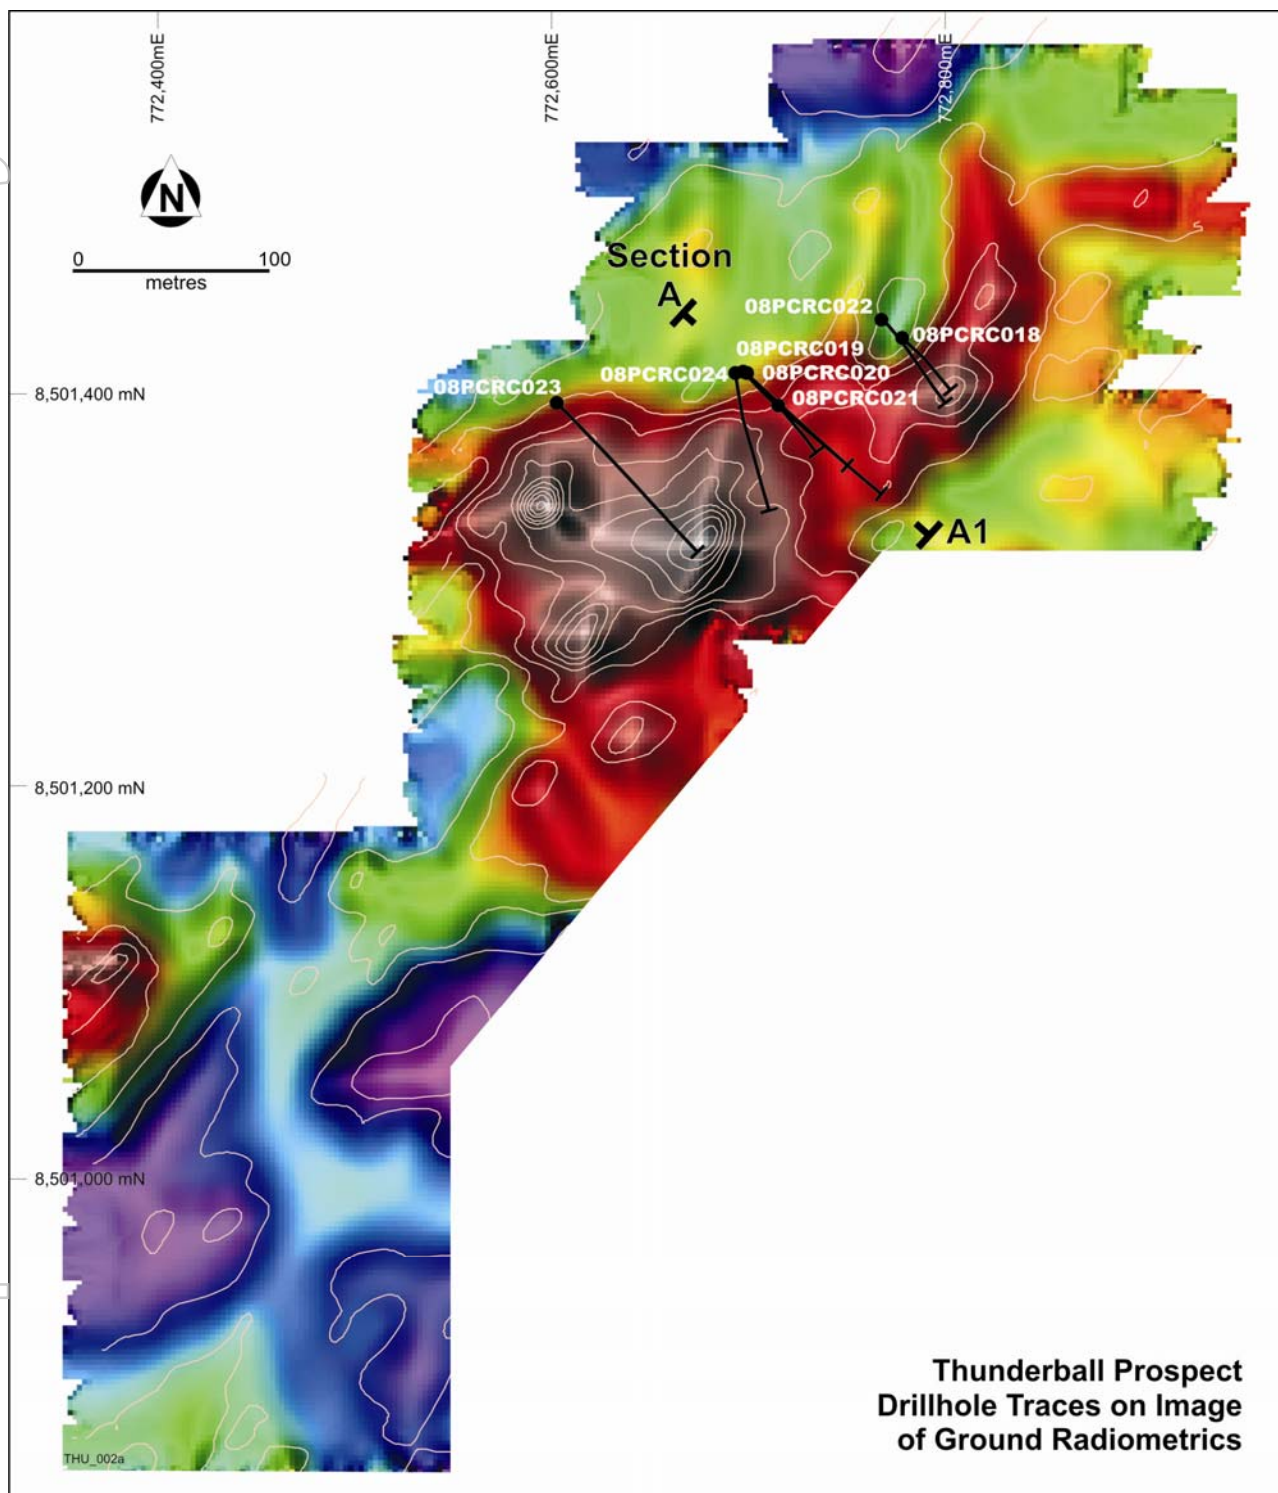 772,400mE
772,600mE
772,800mE
N
0 100
metres
Section
A
08PCRC022
08PCRC018
08PCRC019
08PCRC024
08PCRC020
08PCRC023
08PCRC021
8,501,400 mN
A1
8,501,200 mN
8,501,000 mN
Thunderball Prospect
Drillhole Traces on Image
of Ground Radiometrics
THU_002a